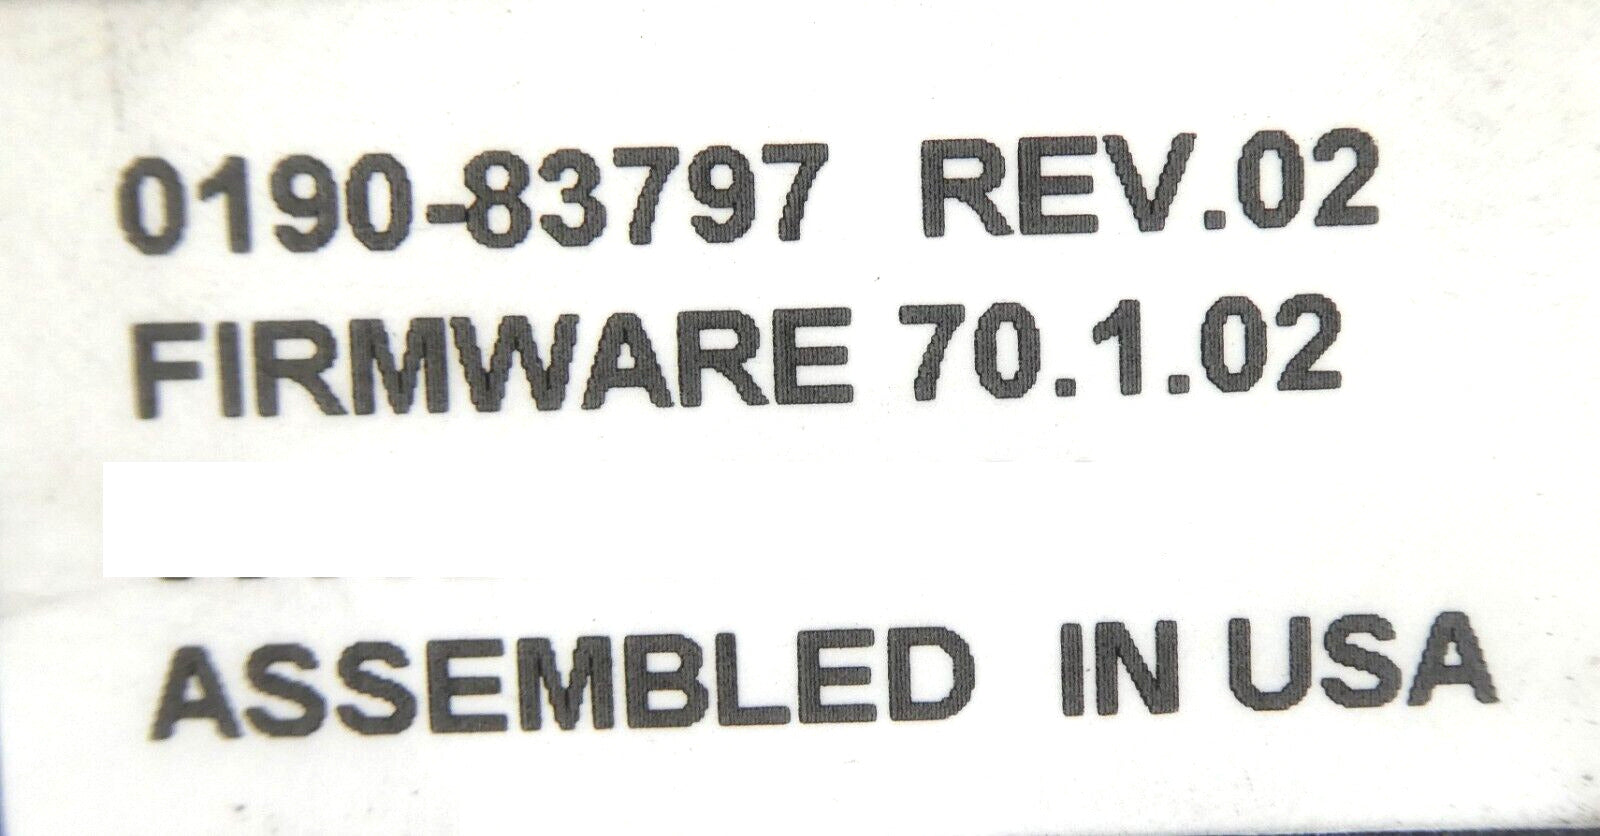 0190-83797 REV.02
FIRMWARE 70.1.02
ASSEMBLED IN USA